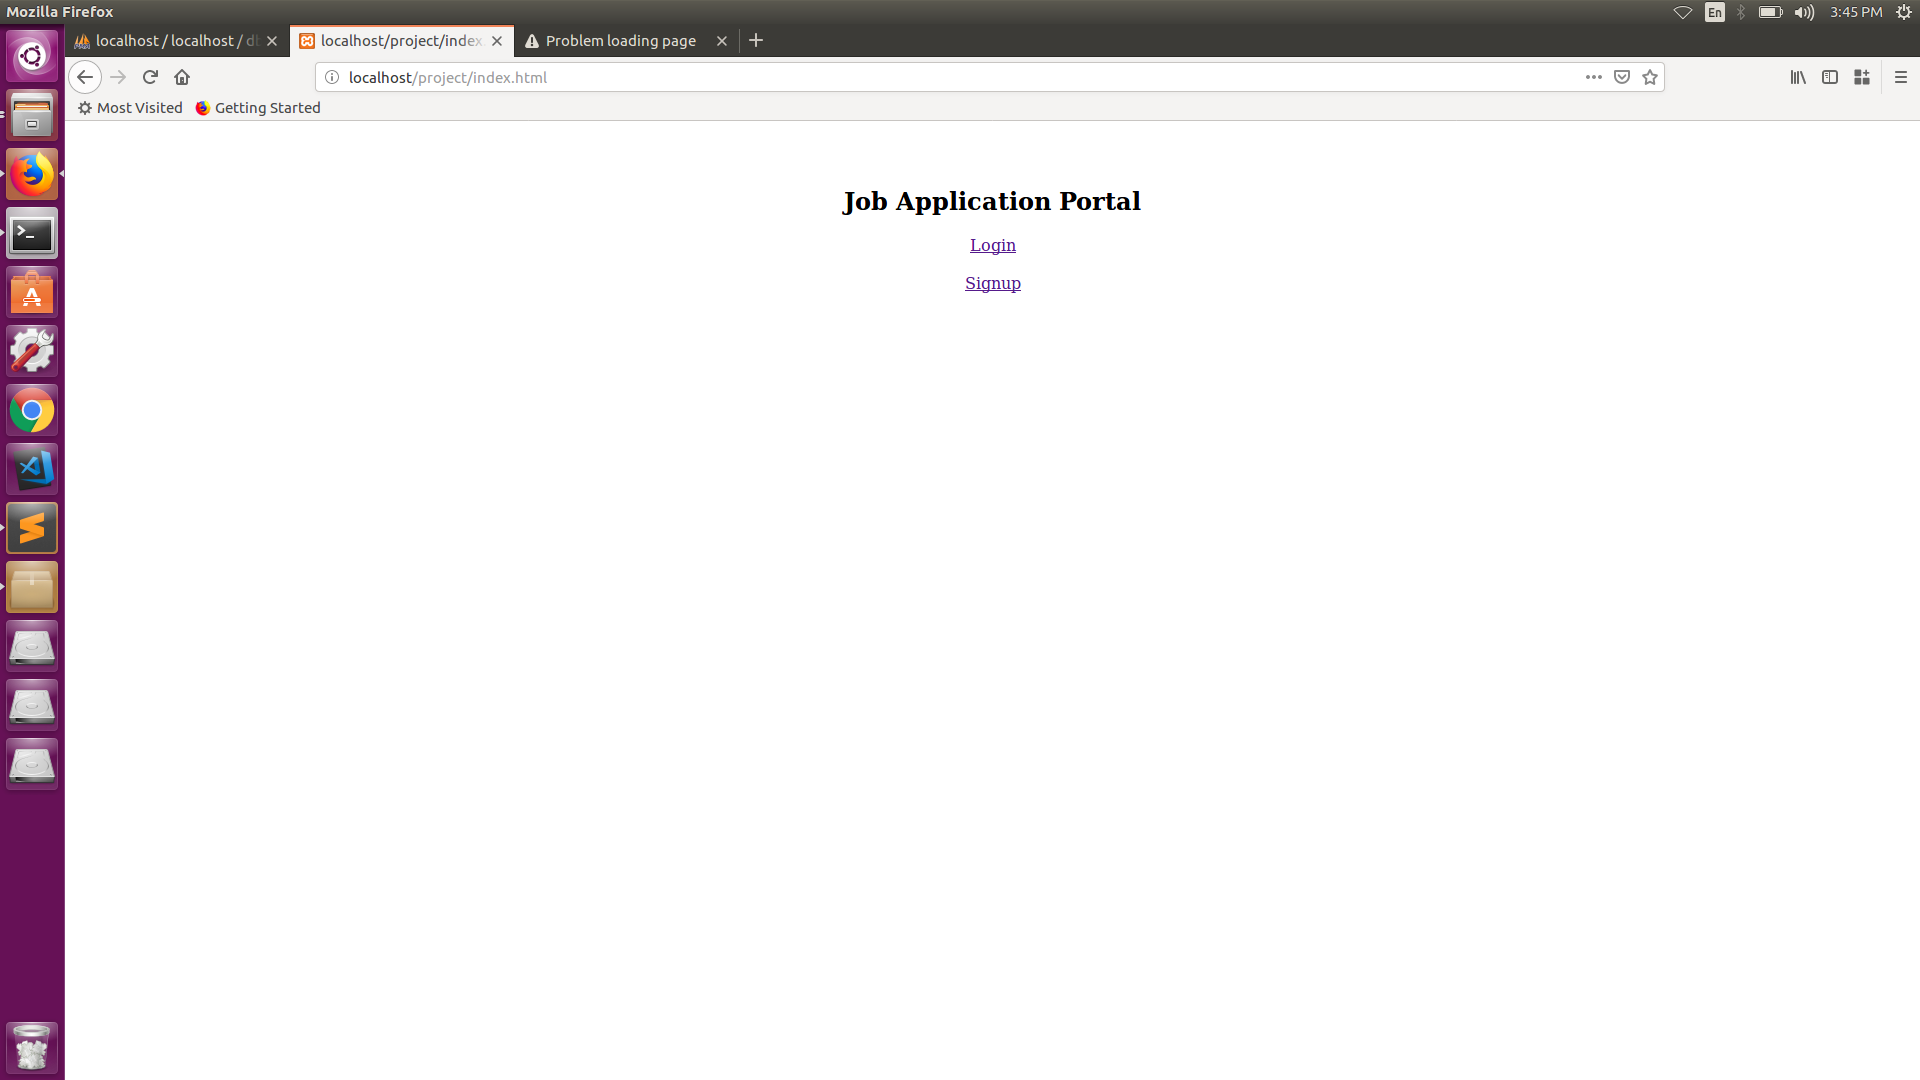 Mozilla Firefox
En
3:45 PM
localhost / localhost / db
localhost/project/index.
Problem loading page
localhost/project/index.html
Most Visited
Getting Started
Job Application Portal
Login
Signup